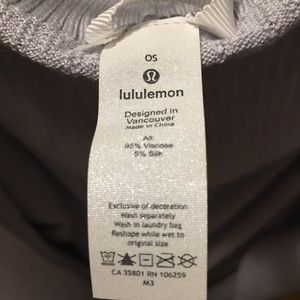 OS
lululemon
Designed in
Vancouver
Made in China
All:
95% Viscose
5% Silk
Exclusive of decoration
Wash separately
Wash in laundry bag
Reshape while wet to
original size
CA 35801 RN 106259
M3